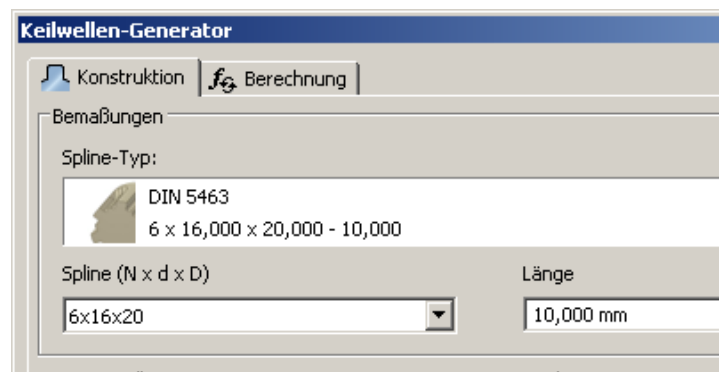 Keilwellen-Generator
Konstruktion
Berechnung
Bemaßungen
Spline-Typ:
DIN 5463
6 x 16,000 x 20,000 - 10,000
Spline (N x d x D)
Länge
6x16x20
10,000 mm